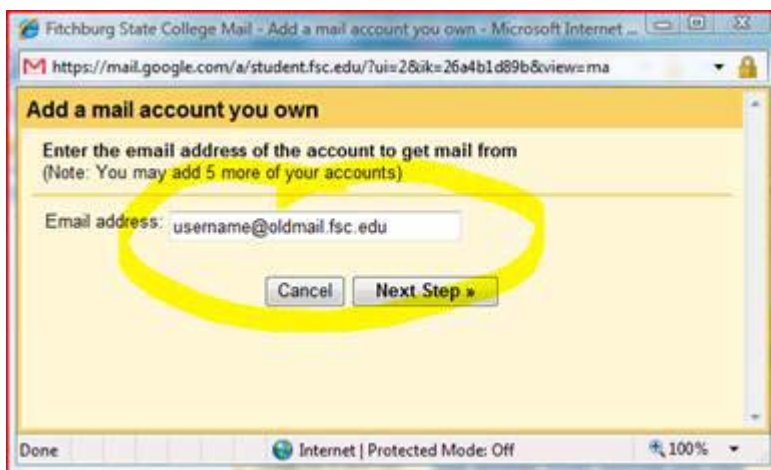 Fitchburg State College Mail - Add a mail account you own - Microsoft Internet ...
https://mail.google.com/a/student.fsc.edu/?ui=2&ik=26a4b1d89b&view=ma
Add a mail account you own
Enter the email address of the account to get mail from
(Note: You may add 5 more of your accounts)
Email address: username@oldmail.fsc.edu
Cancel Next Step »
Done Internet | Protected Mode: Off 100%